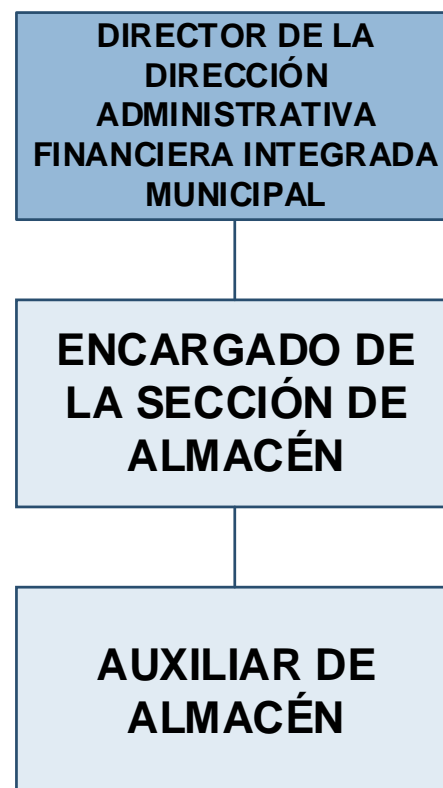 DIRECTOR DE LA
DIRECCIÓN
ADMINISTRATIVA
FINANCIERA INTEGRADA
MUNICIPAL
ENCARGADO DE
LA SECCIÓN DE
ALMACÉN
AUXILIAR DE
ALMACÉN